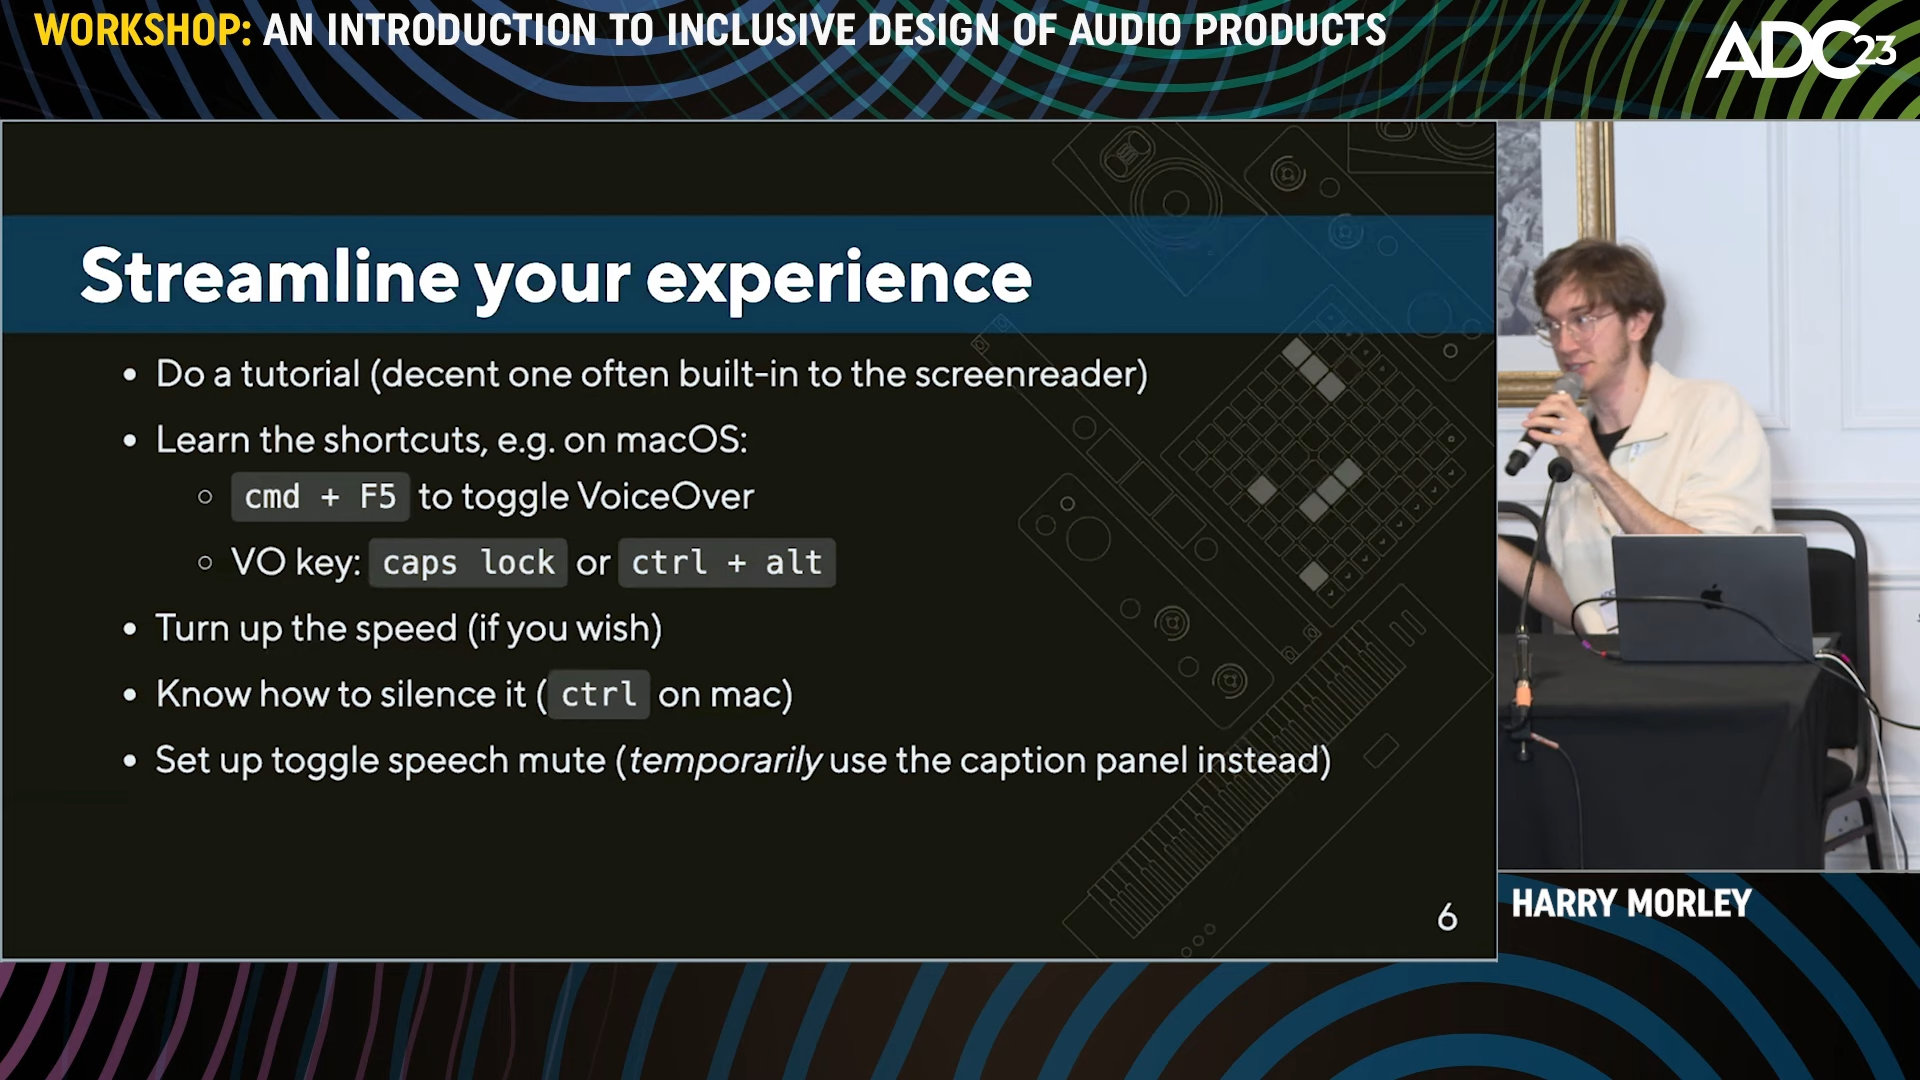 WORKSHOP: AN INTRODUCTION TO INCLUSIVE DESIGN OF AUDIO PRODUCTS
ADC23
Streamline your experience
• Do a tutorial (decent one often built-in to the screenreader)
• Learn the shortcuts, e.g. on macOS:
○ cmd + F5 to toggle VoiceOver
○ VO key: caps lock or ctrl + alt
• Turn up the speed (if you wish)
• Know how to silence it (ctrl on mac)
• Set up toggle speech mute (temporarily use the caption panel instead)
6
HARRY MORLEY